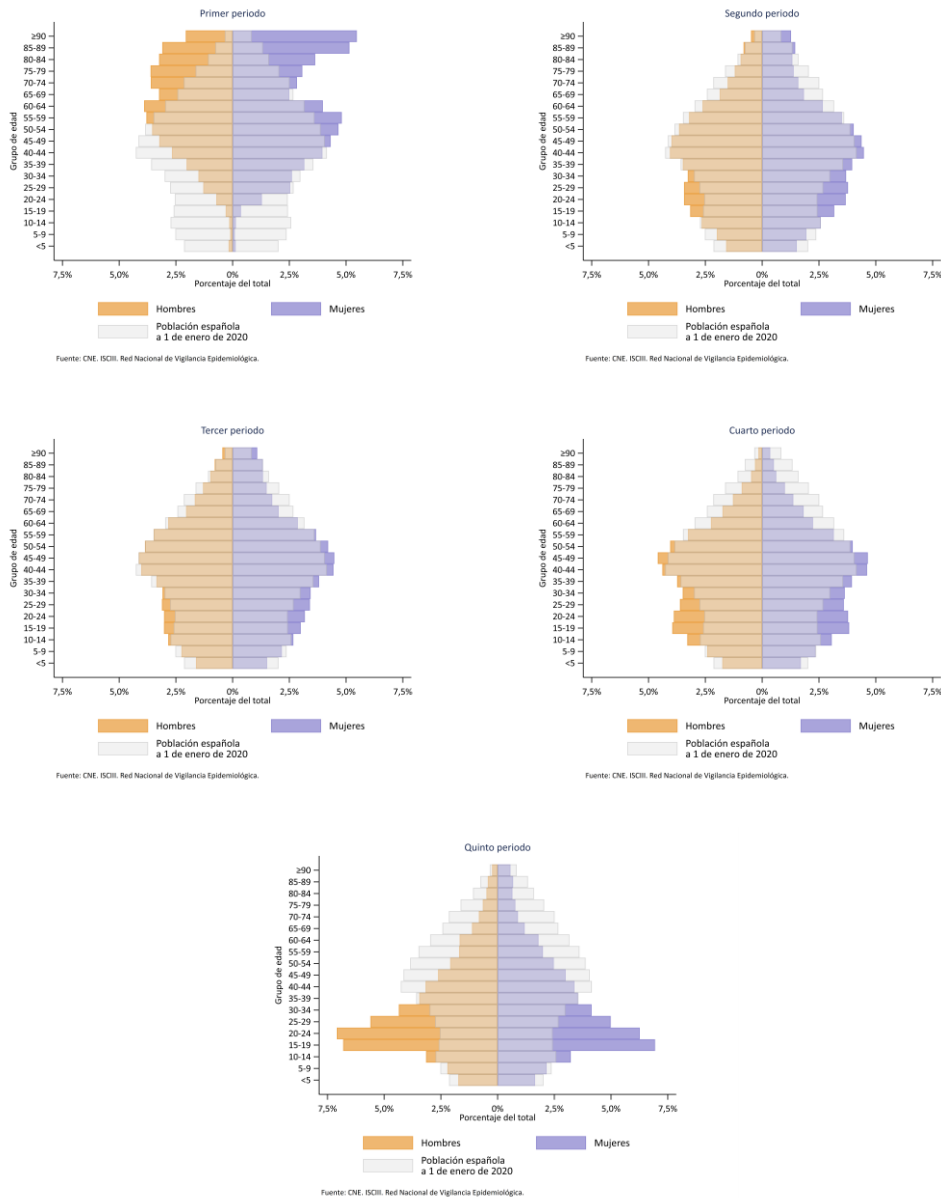 Primer periodo
Grupo de edad
≥90
85-89
80-84
75-79
70-74
65-69
60-64
55-59
50-54
45-49
40-44
35-39
30-34
25-29
20-24
15-19
10-14
5-9
<5
7,5% 5,0% 2,5% 0% 2,5% 5,0% 7,5%
Porcentaje del total
Hombres Mujeres
Población española
a 1 de enero de 2020
Fuente: CNE. ISCIII. Red Nacional de Vigilancia Epidemiológica.
Segundo periodo
Grupo de edad
≥90
85-89
80-84
75-79
70-74
65-69
60-64
55-59
50-54
45-49
40-44
35-39
30-34
25-29
20-24
15-19
10-14
5-9
<5
7,5% 5,0% 2,5% 0% 2,5% 5,0% 7,5%
Porcentaje del total
Hombres Mujeres
Población española
a 1 de enero de 2020
Fuente: CNE. ISCIII. Red Nacional de Vigilancia Epidemiológica.
Tercer periodo
Grupo de edad
≥90
85-89
80-84
75-79
70-74
65-69
60-64
55-59
50-54
45-49
40-44
35-39
30-34
25-29
20-24
15-19
10-14
5-9
<5
7,5% 5,0% 2,5% 0% 2,5% 5,0% 7,5%
Porcentaje del total
Hombres Mujeres
Población española
a 1 de enero de 2020
Fuente: CNE. ISCIII. Red Nacional de Vigilancia Epidemiológica.
Cuarto periodo
Grupo de edad
≥90
85-89
80-84
75-79
70-74
65-69
60-64
55-59
50-54
45-49
40-44
35-39
30-34
25-29
20-24
15-19
10-14
5-9
<5
7,5% 5,0% 2,5% 0% 2,5% 5,0% 7,5%
Porcentaje del total
Hombres Mujeres
Población española
a 1 de enero de 2020
Fuente: CNE. ISCIII. Red Nacional de Vigilancia Epidemiológica.
Quinto periodo
Grupo de edad
≥90
85-89
80-84
75-79
70-74
65-69
60-64
55-59
50-54
45-49
40-44
35-39
30-34
25-29
20-24
15-19
10-14
5-9
<5
7,5% 5,0% 2,5% 0% 2,5% 5,0% 7,5%
Porcentaje del total
Hombres Mujeres
Población española
a 1 de enero de 2020
Fuente: CNE. ISCIII. Red Nacional de Vigilancia Epidemiológica.